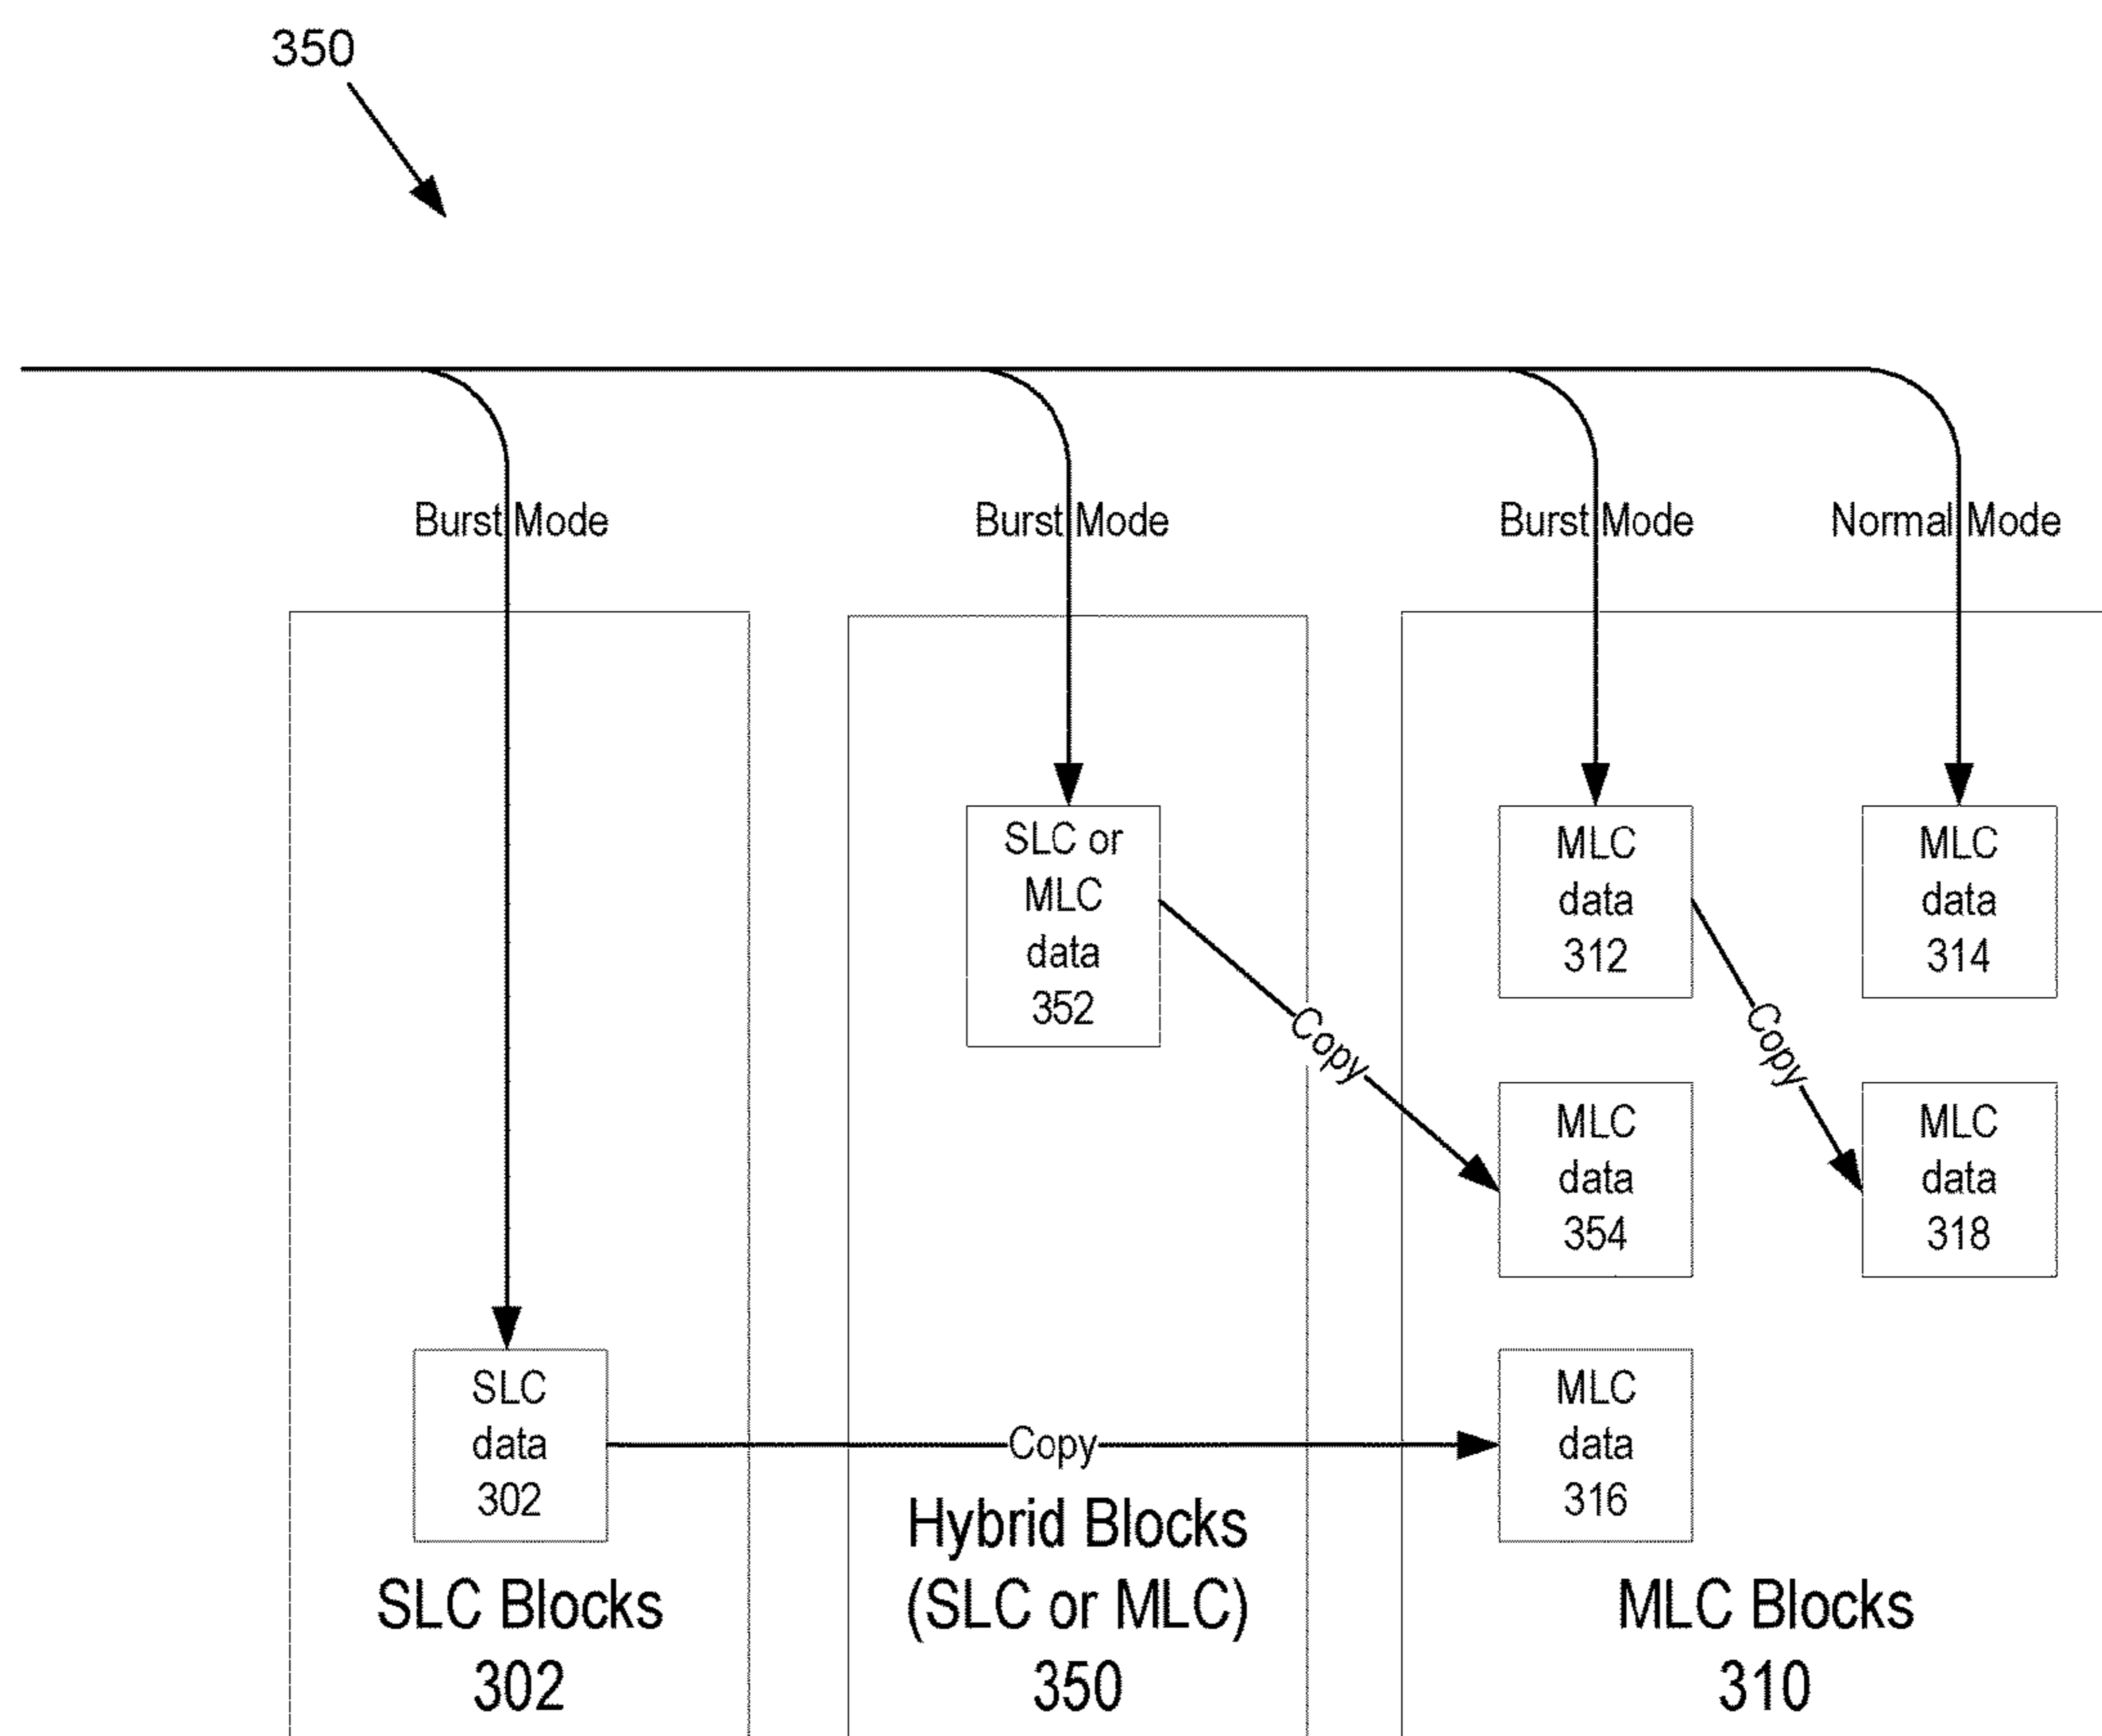 350
Burst Mode
Burst Mode
Burst Mode
Normal Mode
SLC or
MLC
data
352
MLC
data
312
MLC
data
314
Copy
Copy
MLC
data
354
MLC
data
318
SLC
data
302
Copy
MLC
data
316
SLC Blocks
302
Hybrid Blocks
(SLC or MLC)
350
MLC Blocks
310